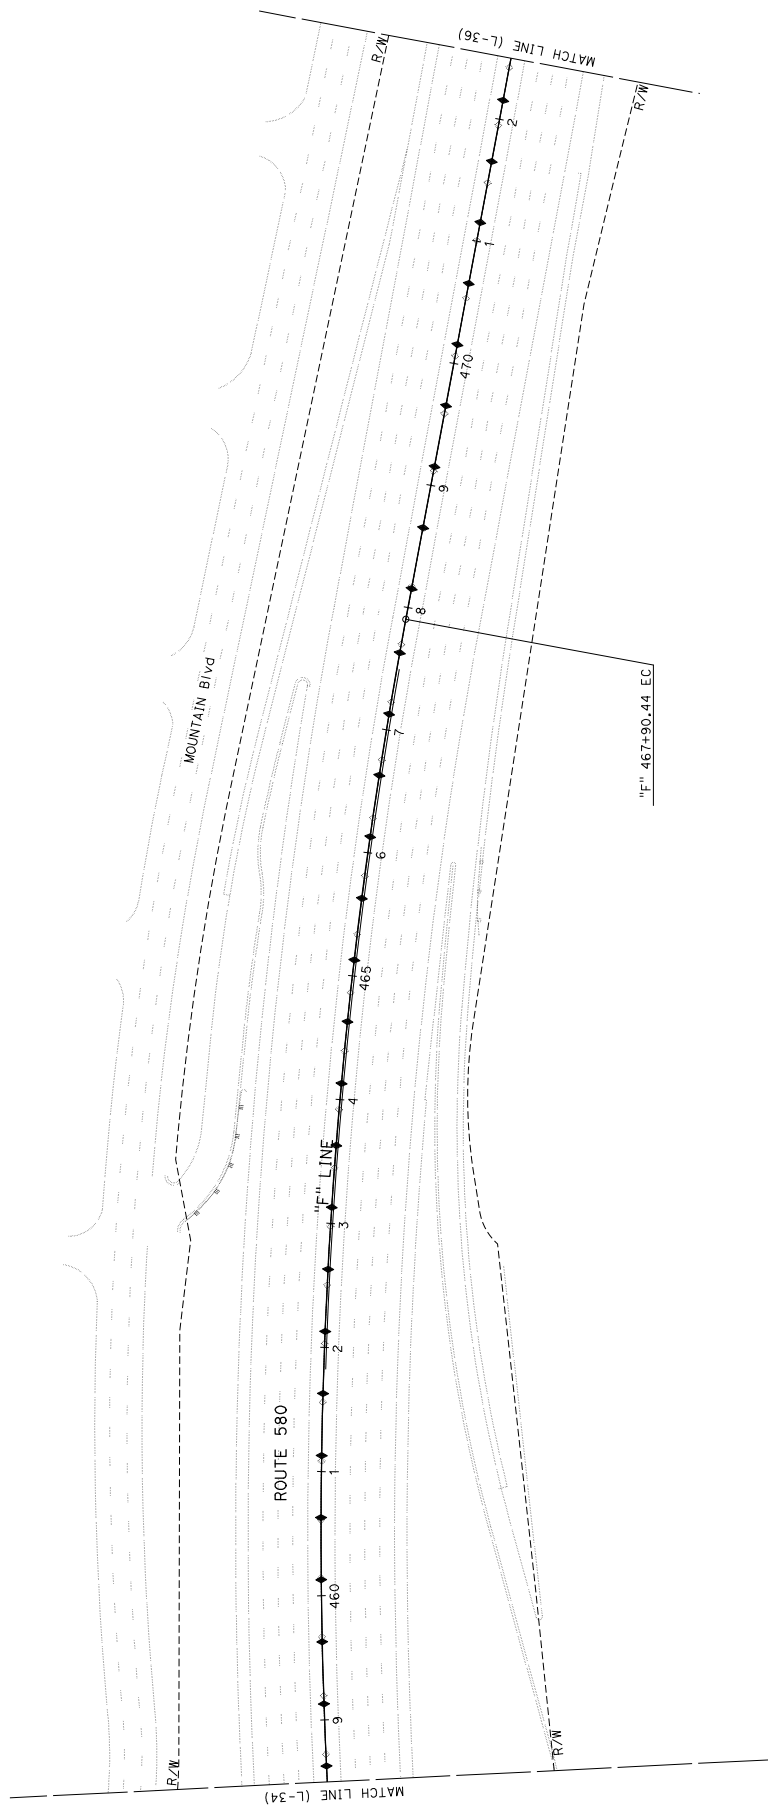 MATCH LINE (L-36)
R/W
R/W
2
1
470
9
8
"F" 467+90.44 EC
MOUNTAIN Blvd
7
6
465
4
"F" LINE
3
2
ROUTE 580
1
460
9
R/W
R/W
MATCH LINE (L-34)